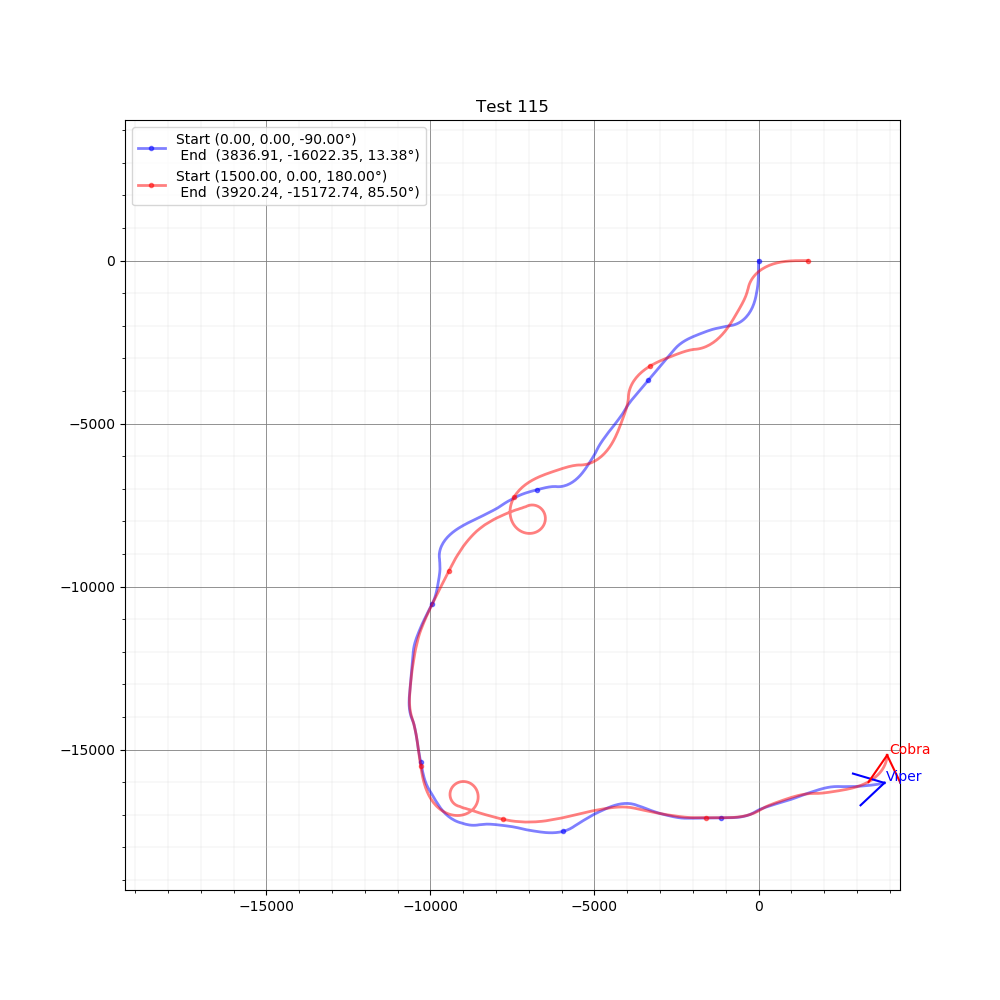 Test 115
Start (0.00, 0.00, -90.00°)
End (3836.91, -16022.35, 13.38°)
Start (1500.00, 0.00, 180.00°)
End (3920.24, -15172.74, 85.50°)
0
−5000
−10000
−15000
Cobra
Viper
−15000
−10000
−5000
0